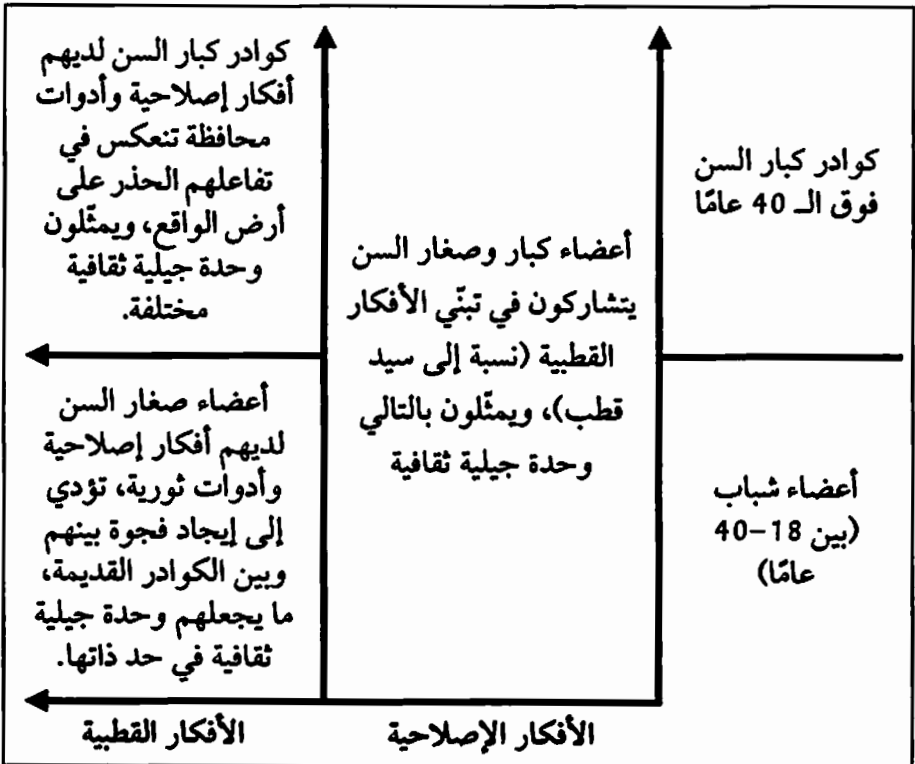 كوادر كبار السن
فوق الـ 40 عامًا
أعضاء شباب
(بين 18-40
عامًا)
أعضاء كبار وصغار السن
يتشاركون في تبنّي الأفكار
القطبية (نسبة إلى سيد
قطب)، ويمثّلون بالتالي
وحدة جيلية ثقافية
كوادر كبار السن لديهم
أفكار إصلاحية وأدوات
محافظة تنعكس في
تفاعلهم الحذر على
أرض الواقع، ويمثّلون
وحدة جيلية ثقافية
مختلفة.
أعضاء صغار السن
لديهم أفكار إصلاحية
وأدوات ثورية، تؤدي
إلى إيجاد فجوة بينهم
وبين الكوادر القديمة،
ما يجعلهم وحدة جيلية
ثقافية في حد ذاتها.
الأفكار الإصلاحية
الأفكار القطبية